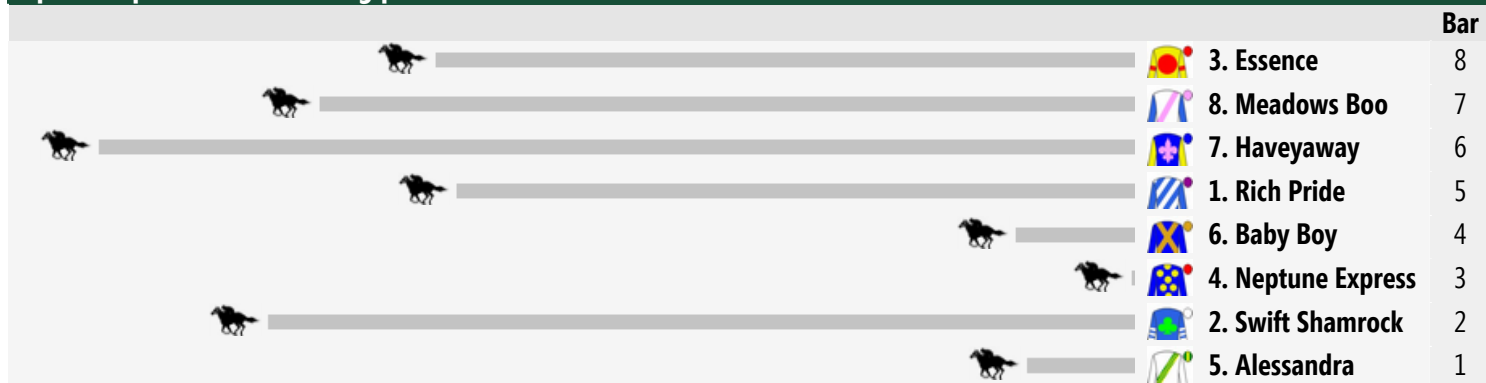 Bar
3. Essence 8
8. Meadows Boo 7
7. Haveyaway 6
1. Rich Pride 5
6. Baby Boy 4
4. Neptune Express 3
2. Swift Shamrock 2
5. Alessandra 1